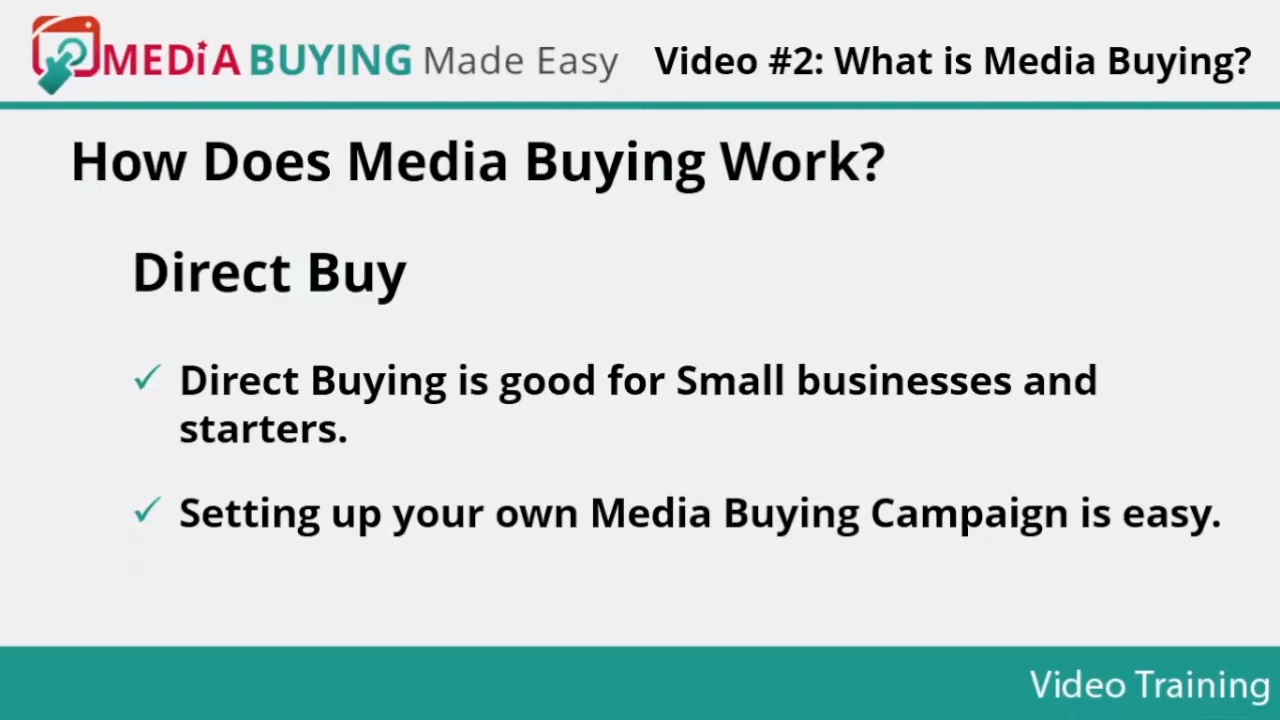 MEDiA BUYING Made Easy Video #2: What is Media Buying?
How Does Media Buying Work?
Direct Buy
✓ Direct Buying is good for Small businesses and
starters.
✓ Setting up your own Media Buying Campaign is easy.
Video Training